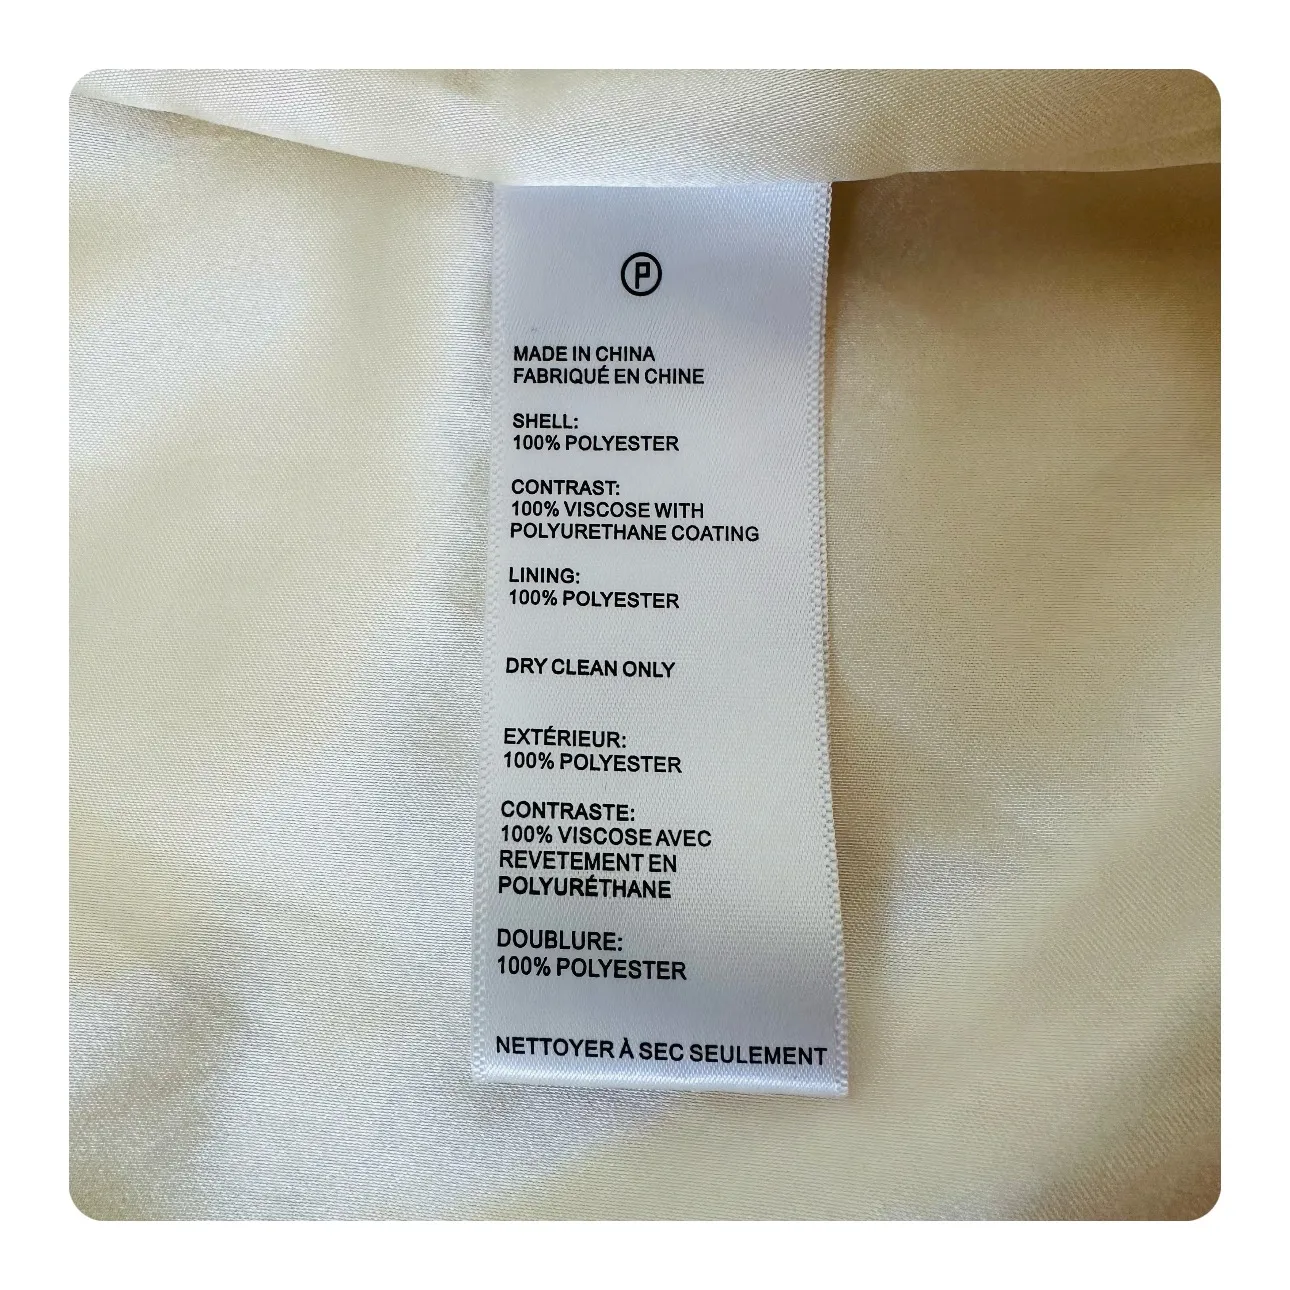 P
MADE IN CHINA
FABRIQUÉ EN CHINE
SHELL:
100% POLYESTER
CONTRAST:
100% VISCOSE WITH
POLYURETHANE COATING
LINING:
100% POLYESTER
DRY CLEAN ONLY
EXTÉRIEUR:
100% POLYESTER
CONTRASTE:
100% VISCOSE AVEC
REVETEMENT EN
POLYURÉTHANE
DOUBLURE:
100% POLYESTER
NETTOYER À SEC SEULEMENT